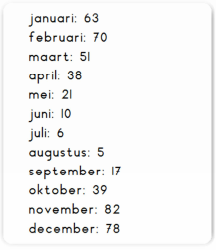 januari: 63
februari: 70
maart: 51
april: 38
mei: 21
juni: 10
juli: 6
augustus: 5
september: 17
oktober: 39
november: 82
december: 78